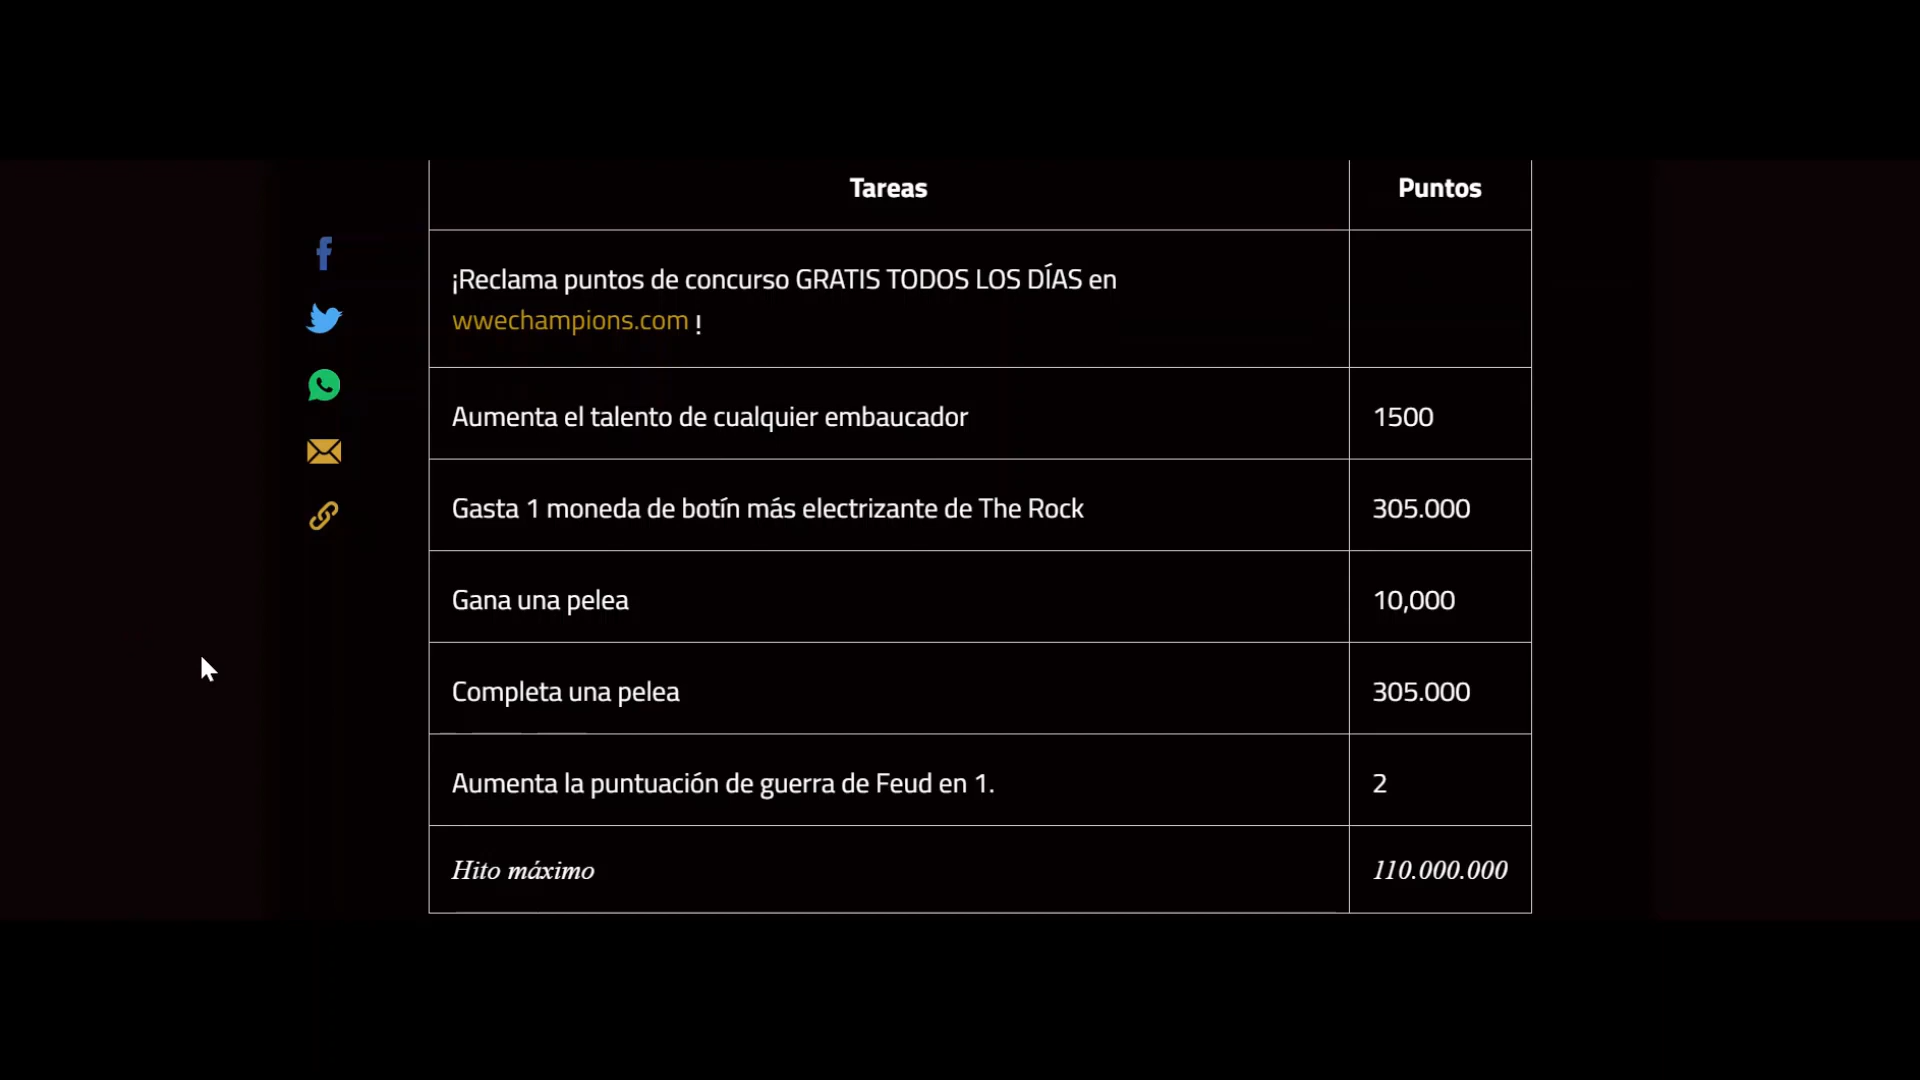 Tareas Puntos
¡Reclama puntos de concurso GRATIS TODOS LOS DÍAS en
wwechampions.com !
Aumenta el talento de cualquier embaucador 1500
Gasta 1 moneda de botín más electrizante de The Rock 305.000
Gana una pelea 10,000
Completa una pelea 305.000
Aumenta la puntuación de guerra de Feud en 1. 2
Hito máximo 110.000.000